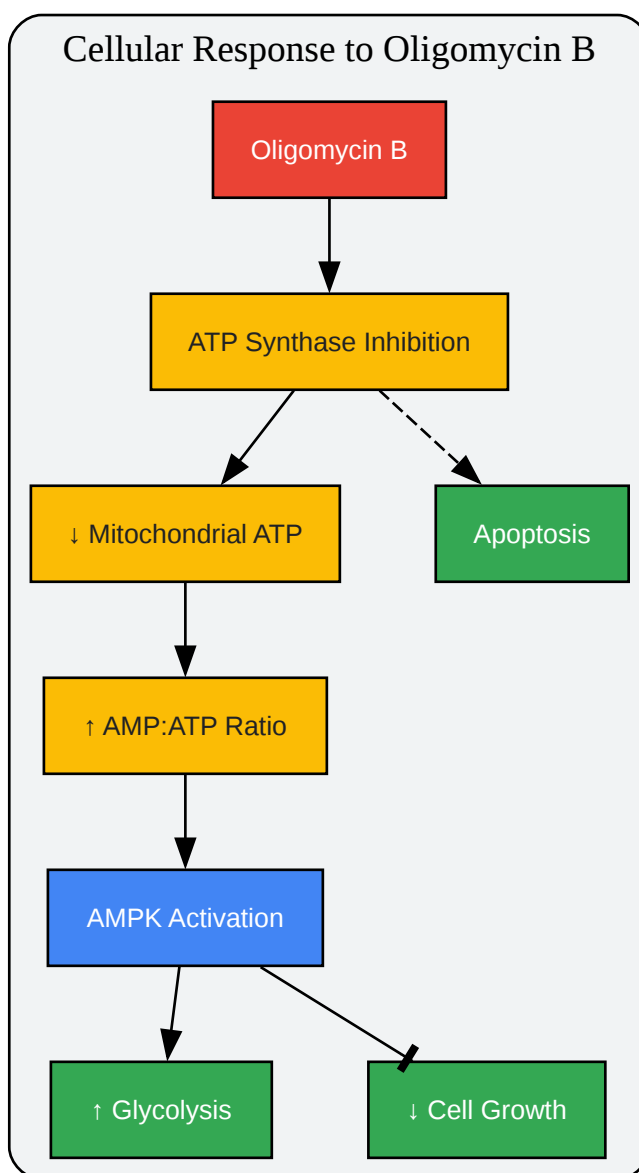 Cellular Response to Oligomycin B
Oligomycin B
ATP Synthase Inhibition
↓ Mitochondrial ATP
Apoptosis
↑ AMP:ATP Ratio
AMPK Activation
↑ Glycolysis
↓ Cell Growth